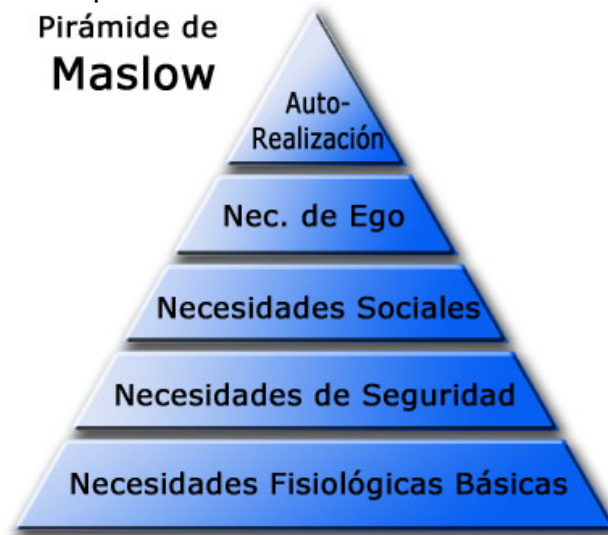 Pirámide de
Maslow
Auto-
Realización
Nec. de Ego
Necesidades Sociales
Necesidades de Seguridad
Necesidades Fisiológicas Básicas